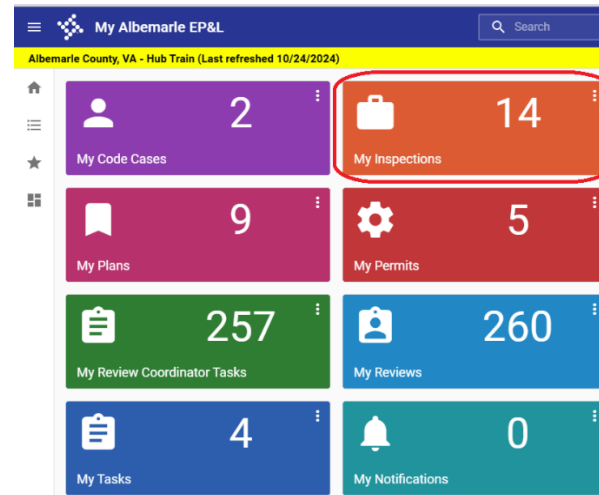 My Albemarle EP&L
Search
Albemarle County, VA - Hub Train (Last refreshed 10/24/2024)
2
My Code Cases
14
My Inspections
9
My Plans
5
My Permits
257
My Review Coordinator Tasks
260
My Reviews
4
My Tasks
0
My Notifications